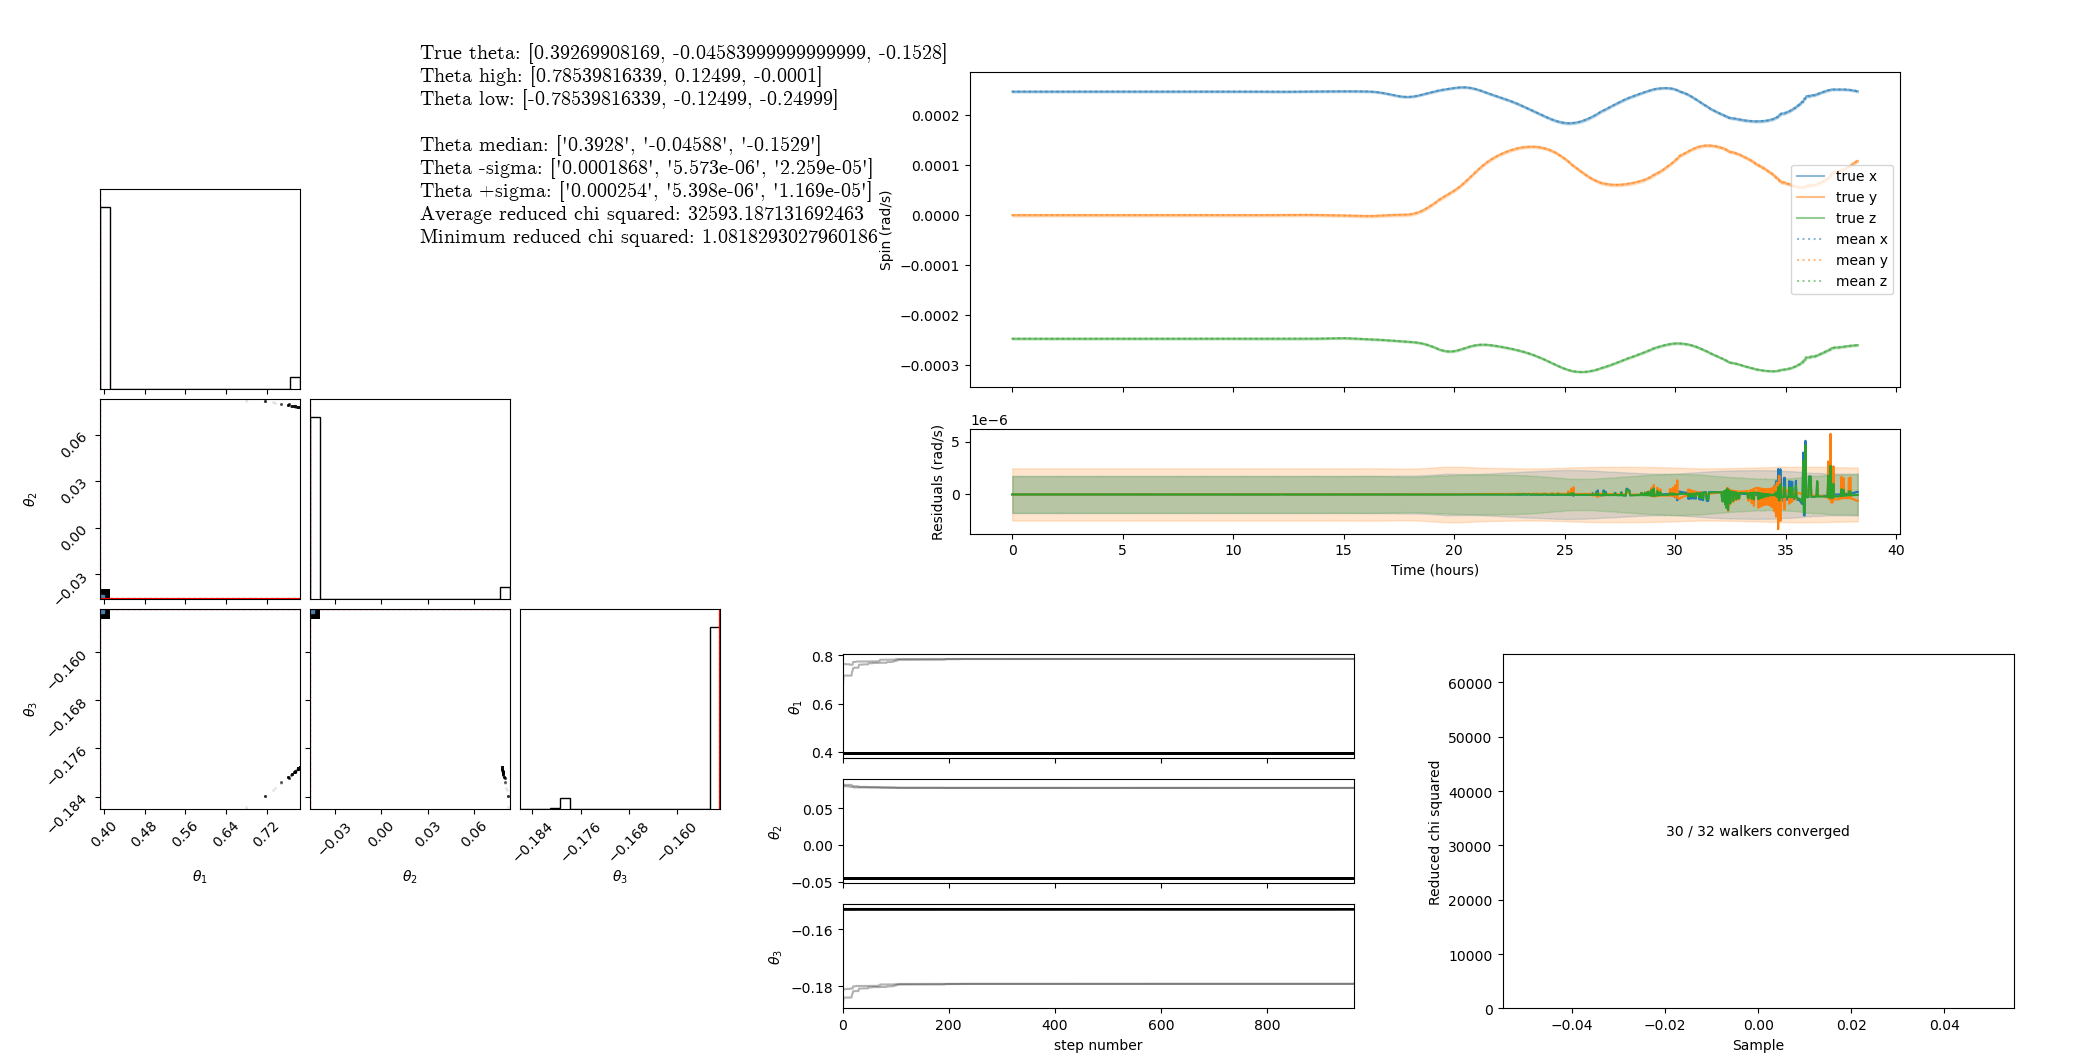 True theta: [0.39269908169, -0.04583999999999999, -0.1528]
Theta high: [0.78539816339, 0.12499, -0.0001]
Theta low: [-0.78539816339, -0.12499, -0.24999]
Theta median: ['0.3928', '-0.04588', '-0.1529']
Theta -sigma: ['0.0001868', '5.573e-06', '2.259e-05']
Theta +sigma: ['0.000254', '5.398e-06', '1.169e-05']
Average reduced chi squared: 32593.187131692463
Minimum reduced chi squared: 1.0818293027960186
Spin (rad/s)
0.0002
0.0001
0.0000
−0.0001
−0.0002
−0.0003
true x
true y
true z
mean x
mean y
mean z
1e−6
Residuals (rad/s)
5
0
0 5 10 15 20 25 30 35 40
Time (hours)
θ2
0.06
0.03
0.00
−0.03
θ3
−0.160
−0.168
−0.176
−0.184
0.40 0.48 0.56 0.64 0.72
θ1
−0.03 0.00 0.03 0.06
θ2
−0.184 −0.176 −0.168 −0.160
θ3
θ1
0.8
0.6
0.4
θ2
0.05
0.00
−0.05
θ3
−0.16
−0.18
0 200 400 600 800
step number
Reduced chi squared
60000
50000
40000
30000
20000
10000
0
30 / 32 walkers converged
−0.04 −0.02 0.00 0.02 0.04
Sample